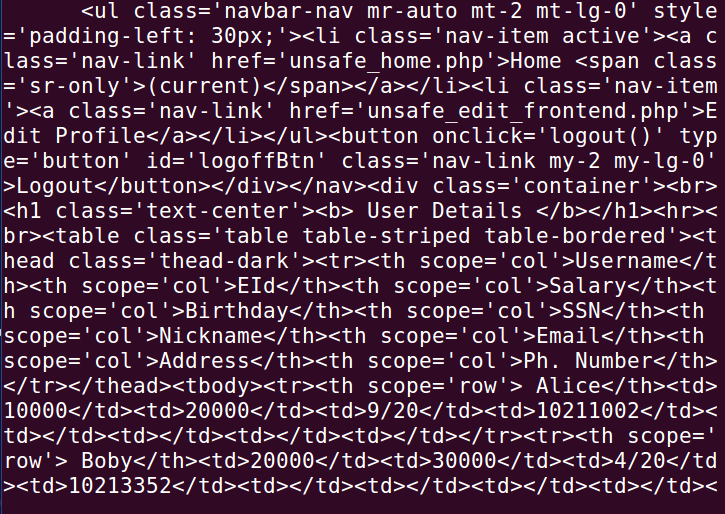 <ul class='navbar-nav mr-auto mt-2 mt-lg-0' style
='padding-left: 30px;'><li class='nav-item active'><a c
lass='nav-link' href='unsafe_home.php'>Home <span class
='sr-only'>(current)</span></a></li><li class='nav-item
'><a class='nav-link' href='unsafe_edit_frontend.php'>E
dit Profile</a></li></ul><button onclick='logout()' typ
e='button' id='logoffBtn' class='nav-link my-2 my-lg-0'
>Logout</button></div></nav><div class='container'><br>
<h1 class='text-center'><b> User Details </b></h1><hr><
br><table class='table table-striped table-bordered'><t
head class='thead-dark'><tr><th scope='col'>Username</t
h><th scope='col'>EId</th><th scope='col'>Salary</th><t
h scope='col'>Birthday</th><th scope='col'>SSN</th><th
scope='col'>Nickname</th><th scope='col'>Email</th><th
scope='col'>Address</th><th scope='col'>Ph. Number</th>
</tr></thead><tbody><tr><th scope='row'> Alice</th><td>
10000</td><td>20000</td><td>9/20</td><td>10211002</td><
td></td><td></td><td></td><td></td></tr><tr><th scope='
row'> Boby</th><td>20000</td><td>30000</td><td>4/20</td
><td>10213352</td><td></td><td></td><td></td><td></td><